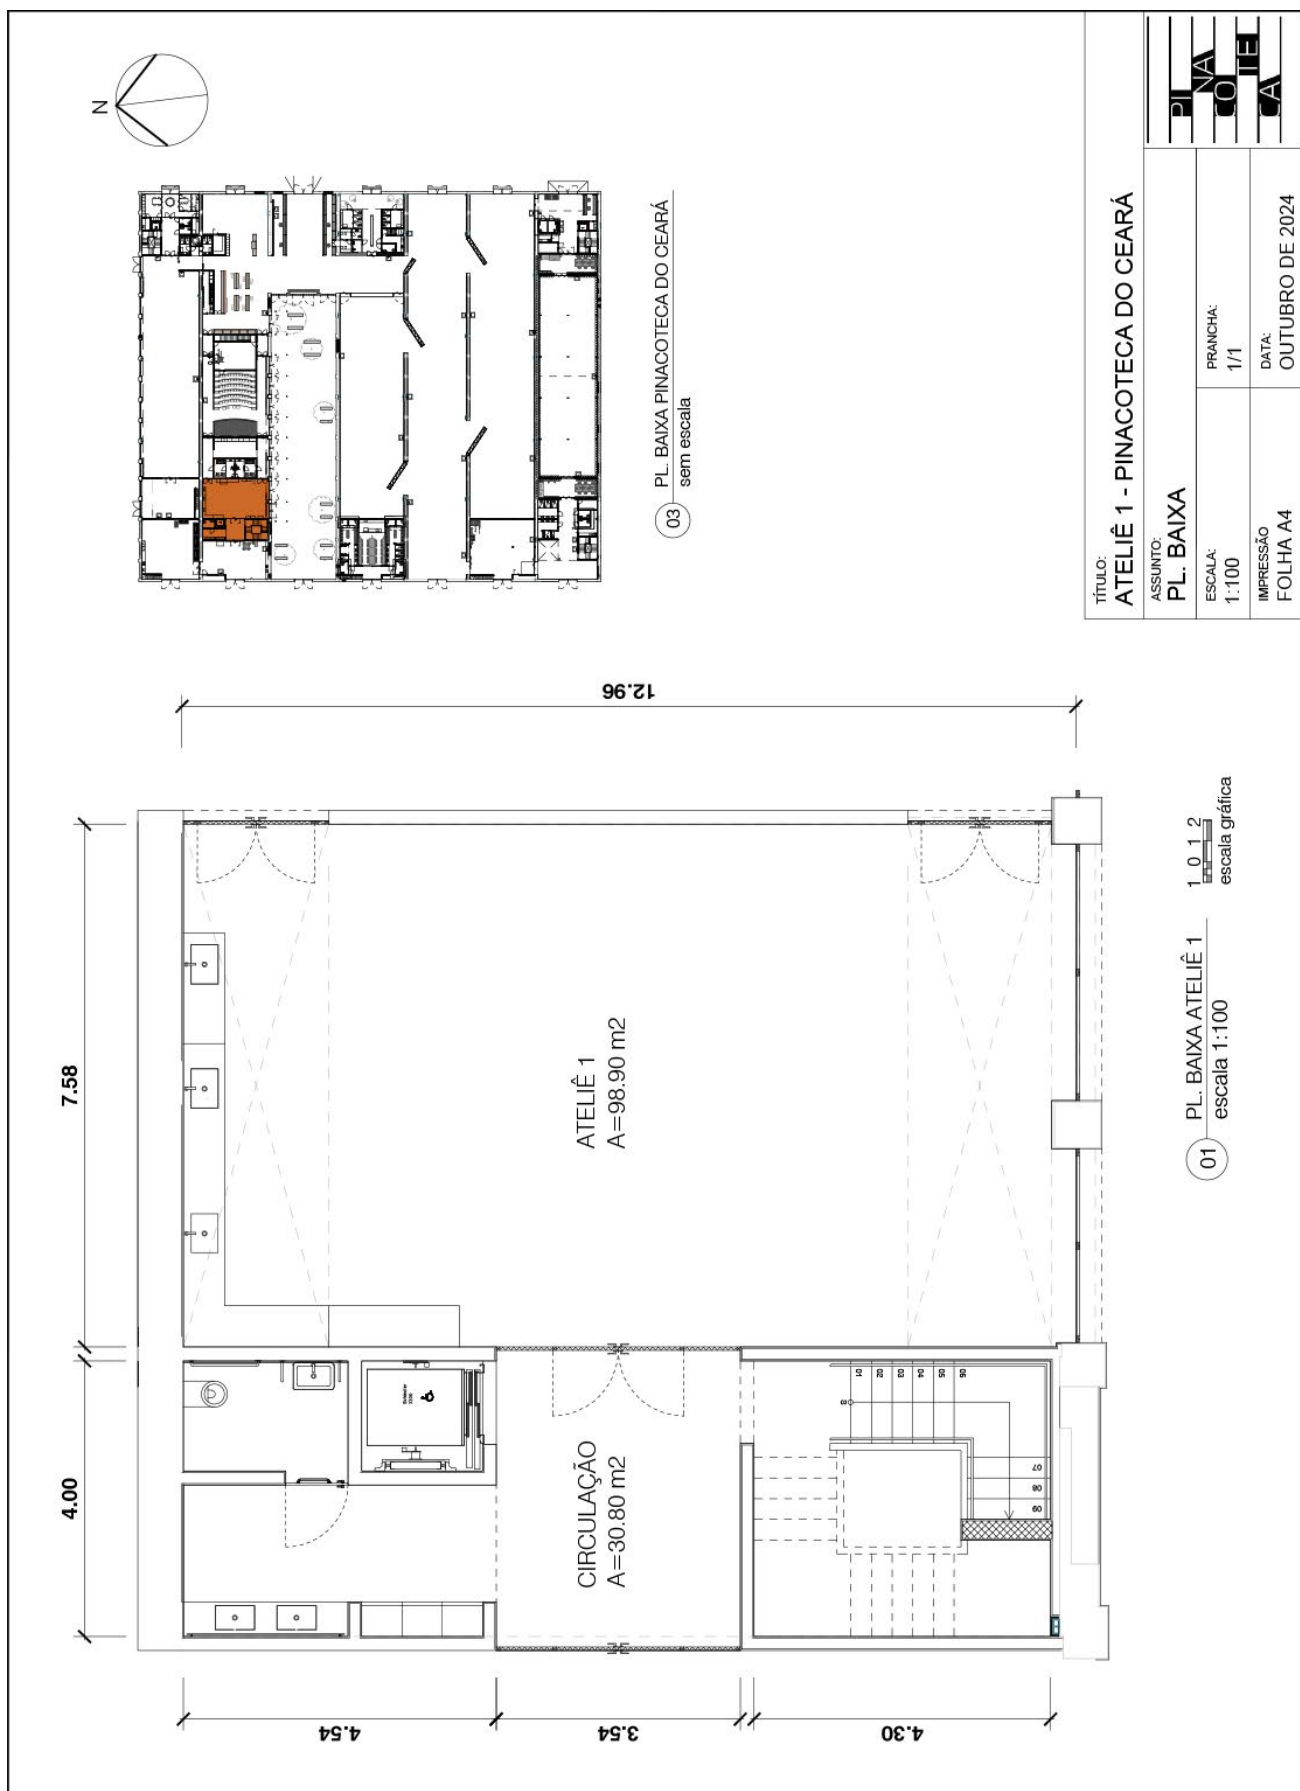 4.00
7.58
4.54
3.54
4.30
12.96
CIRCULAÇÃO
A=30.80 m2
ATELIÊ 1
A=98.90 m2
01
02
03
04
05
06
07
08
09
S
01
PL. BAIXA ATELIÊ 1
escala 1:100
1 0 1 2
escala gráfica
N
03
PL. BAIXA PINACOTECA DO CEARÁ
sem escala
TÍTULO:
ATELIÊ 1 - PINACOTECA DO CEARÁ
ASSUNTO:
PL. BAIXA
ESCALA:
1:100
PRANCHA:
1/1
IMPRESSÃO
FOLHA A4
DATA:
OUTUBRO DE 2024
PI
NA
CO
TE
CA